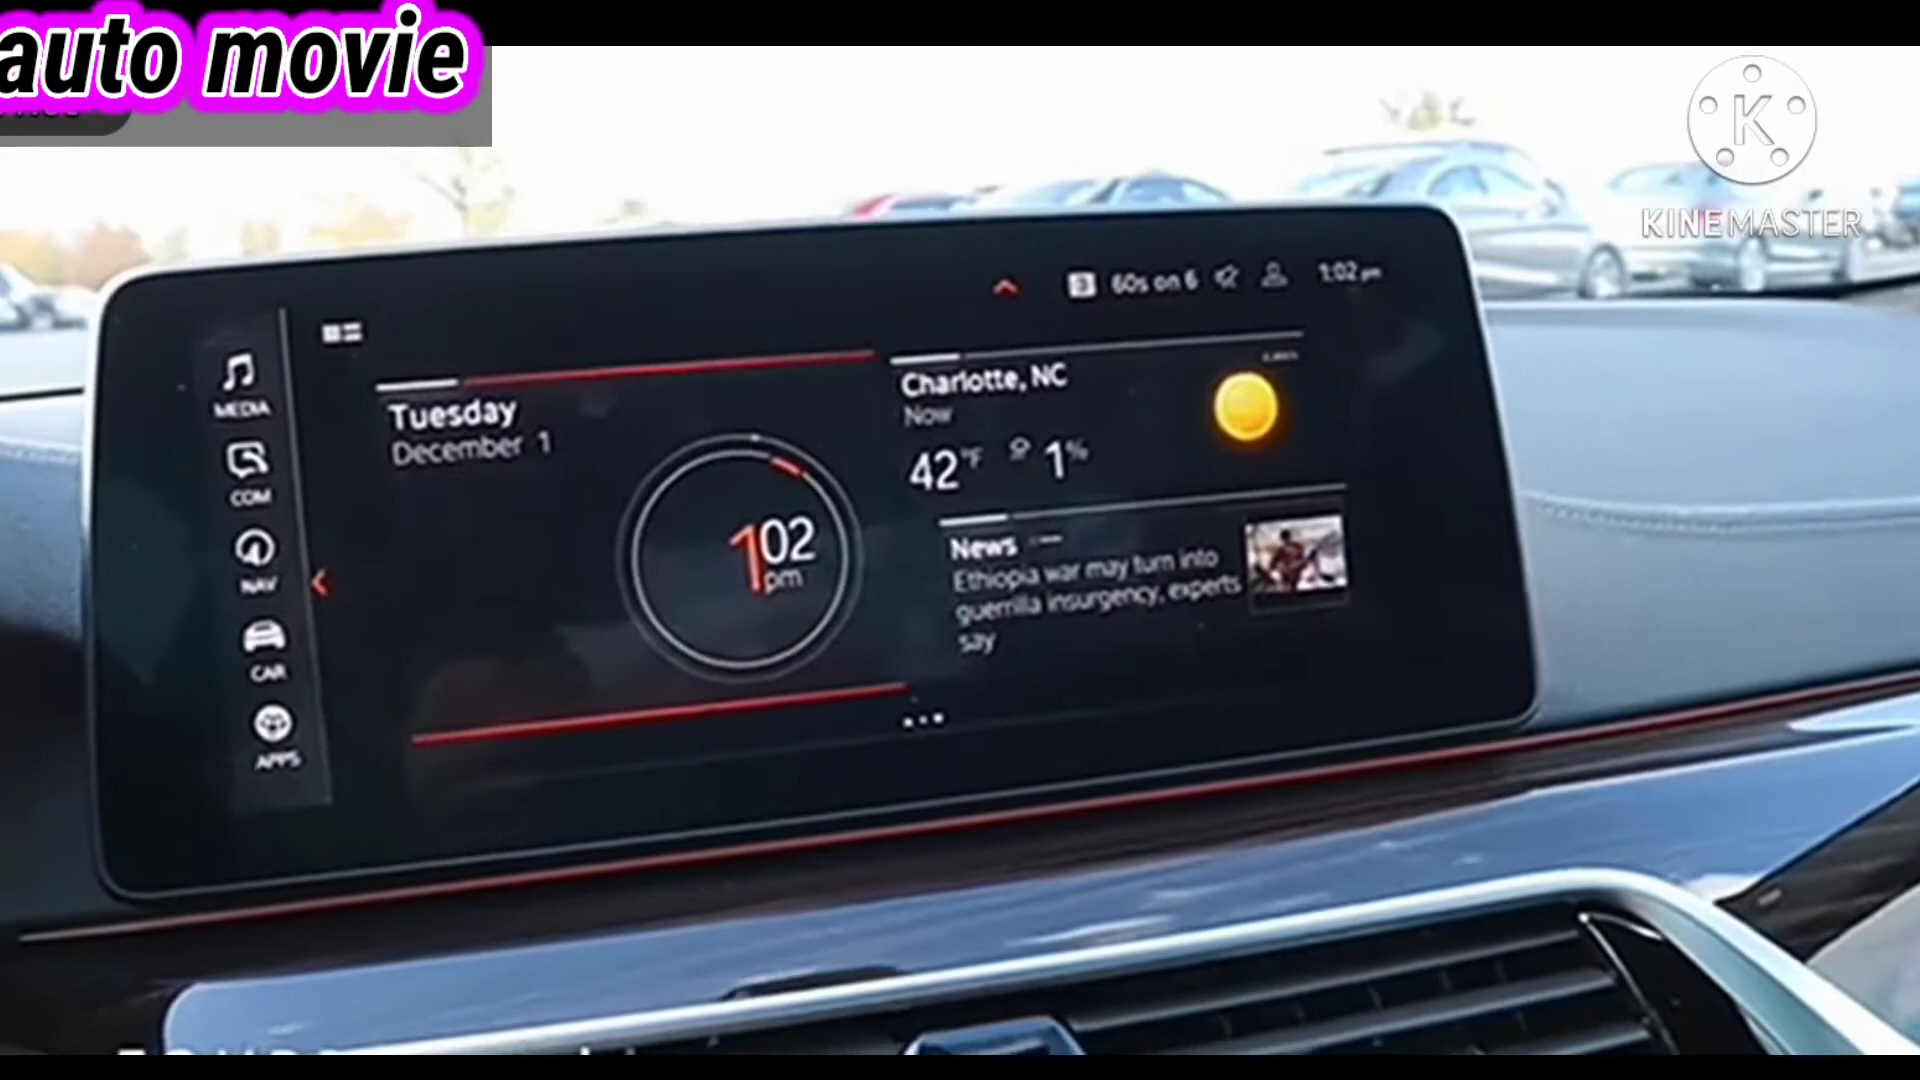 auto movie
KINEMASTER
60s on 6
1:02 pm
MEDIA
COM
NAV
CAR
APPS
Tuesday
December 1
102
pm
Charlotte, NC
Now
42°F 1%
News
Ethiopia war may turn into
guerrilla insurgency, experts
say